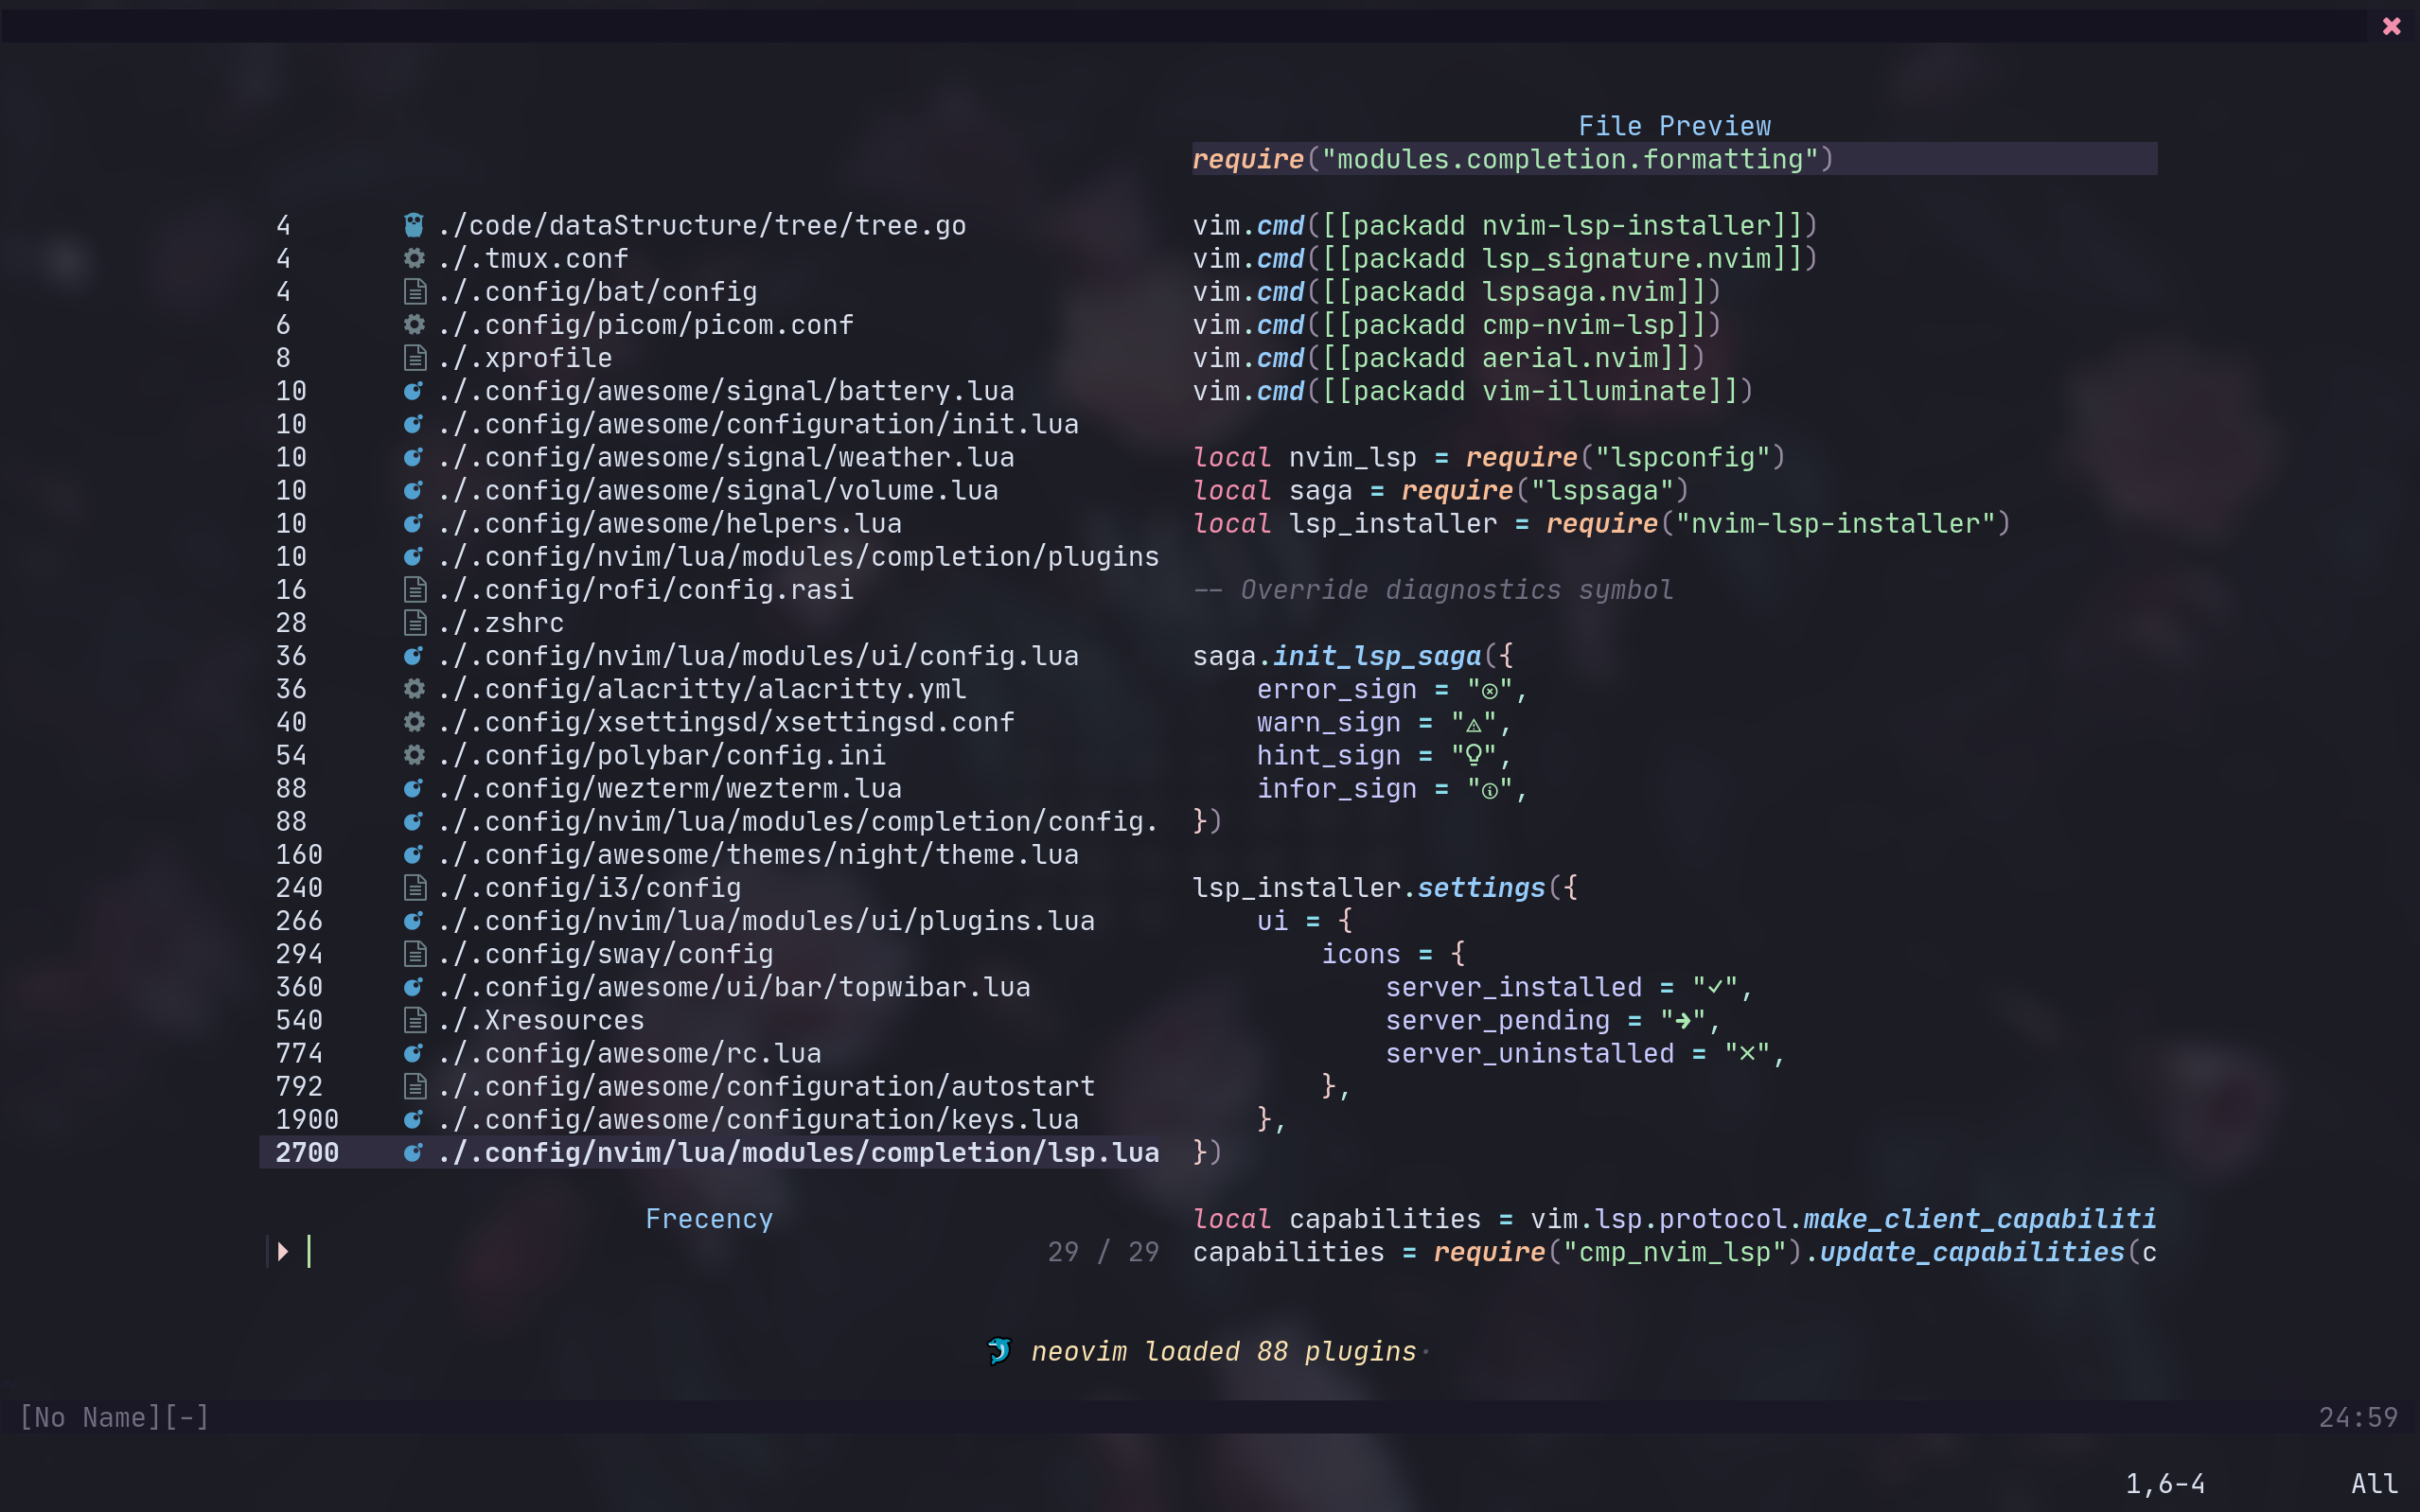 File Preview
require("modules.completion.formatting")
4 ./code/dataStructure/tree/tree.go
4 ./.tmux.conf
4 ./.config/bat/config
6 ./.config/picom/picom.conf
8 ./.xprofile
10 ./.config/awesome/signal/battery.lua
10 ./.config/awesome/configuration/init.lua
10 ./.config/awesome/signal/weather.lua
10 ./.config/awesome/signal/volume.lua
10 ./.config/awesome/helpers.lua
10 ./.config/nvim/lua/modules/completion/plugins
16 ./.config/rofi/config.rasi
28 ./.zshrc
36 ./.config/nvim/lua/modules/ui/config.lua
36 ./.config/alacritty/alacritty.yml
40 ./.config/xsettingsd/xsettingsd.conf
54 ./.config/polybar/config.ini
88 ./.config/wezterm/wezterm.lua
88 ./.config/nvim/lua/modules/completion/config.
160 ./.config/awesome/themes/night/theme.lua
240 ./.config/i3/config
266 ./.config/nvim/lua/modules/ui/plugins.lua
294 ./.config/sway/config
360 ./.config/awesome/ui/bar/topwibar.lua
540 ./.Xresources
774 ./.config/awesome/rc.lua
792 ./.config/awesome/configuration/autostart
1900 ./.config/awesome/configuration/keys.lua
2700 ./.config/nvim/lua/modules/completion/lsp.lua
Frecency
29 / 29
vim.cmd([[packadd nvim-lsp-installer]])
vim.cmd([[packadd lsp_signature.nvim]])
vim.cmd([[packadd lspsaga.nvim]])
vim.cmd([[packadd cmp-nvim-lsp]])
vim.cmd([[packadd aerial.nvim]])
vim.cmd([[packadd vim-illuminate]])
local nvim_lsp = require("lspconfig")
local saga = require("lspsaga")
local lsp_installer = require("nvim-lsp-installer")
-- Override diagnostics symbol
saga.init_lsp_saga({
error_sign = "ⓧ",
warn_sign = "⚠",
hint_sign = "💡",
infor_sign = "ⓘ",
})
lsp_installer.settings({
ui = {
icons = {
server_installed = "✓",
server_pending = "➜",
server_uninstalled = "✕",
},
},
})
local capabilities = vim.lsp.protocol.make_client_capabiliti
capabilities = require("cmp_nvim_lsp").update_capabilities(c
🐬 neovim loaded 88 plugins
[No Name][-] 24:59
1,6-4 All